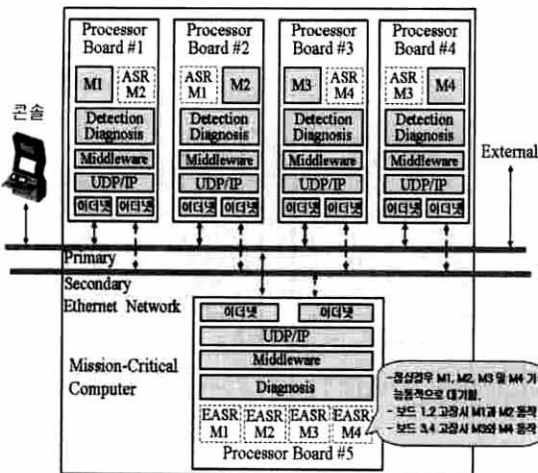 Processor Board #1
Processor Board #2
Processor Board #3
Processor Board #4
M1
ASR M2
ASR M1
M2
M3
ASR M4
ASR M3
M4
콘솔
Detection Diagnosis
Detection Diagnosis
Detection Diagnosis
Detection Diagnosis
Middleware
Middleware
Middleware
Middleware
External
UDP/IP
UDP/IP
UDP/IP
UDP/IP
이더넷 이더넷
이더넷 이더넷
이더넷 이더넷
이더넷 이더넷
Primary
Secondary
Ethernet Network
이더넷 이더넷
UDP/IP
Mission-Critical Computer
Middleware
Diagnosis
EASR M1
EASR M2
EASR M3
EASR M4
Processor Board #5
M1, M2, M3 및 M4 가
능동적으로 대기함.
- 보드 1.2 고장시 M1과 M2 동작
- 보드 3.4 고장시 M3와 M4 동작